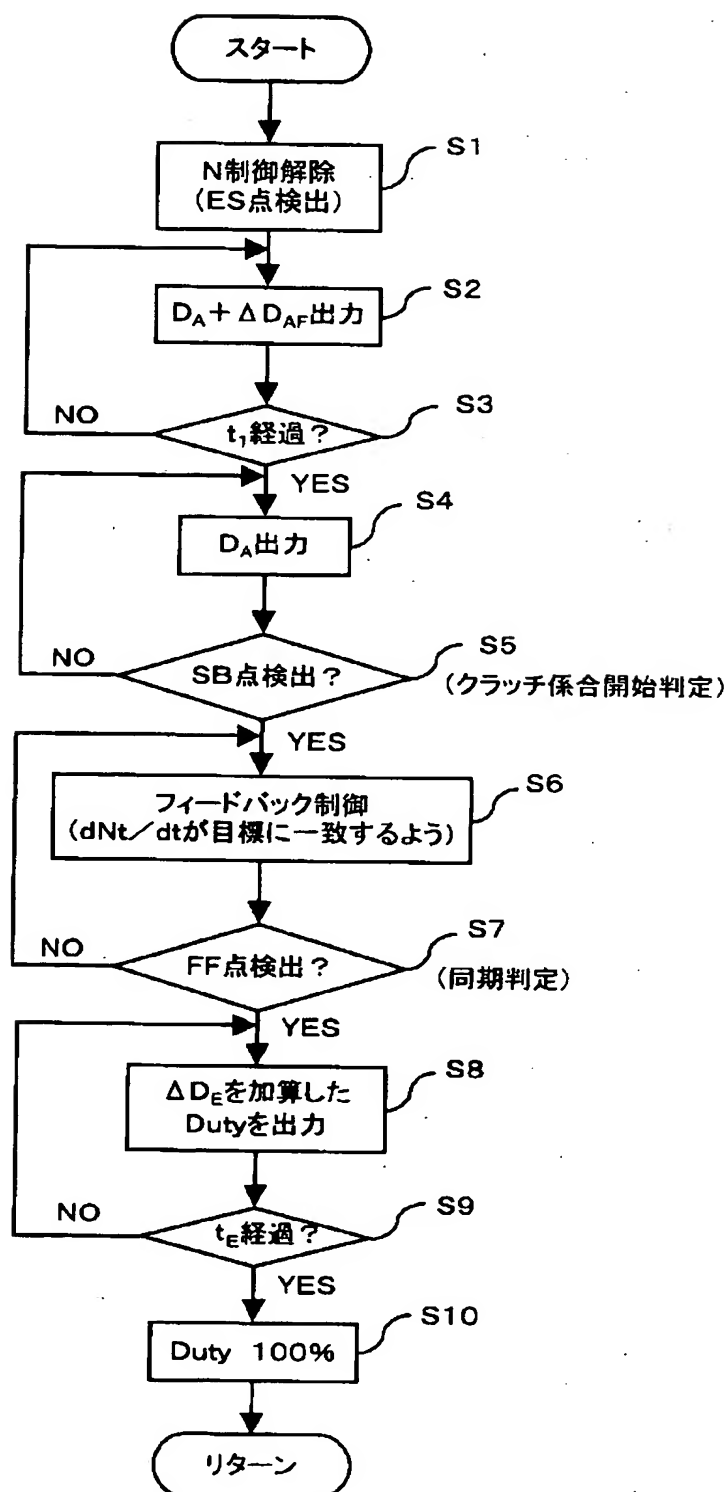 スタート
S1
N制御解除
(ES点検出)
S2
DA+ΔDAF出力
S3
NO
t1経過?
YES
S4
DA出力
S5
NO
SB点検出?
(クラッチ係合開始判定)
YES
S6
フィードバック制御
(dNt/dtが目標に一致するよう)
S7
NO
FF点検出?
(同期判定)
YES
S8
ΔDEを加算した
Dutyを出力
S9
NO
tE経過?
YES
S10
Duty 100%
リターン